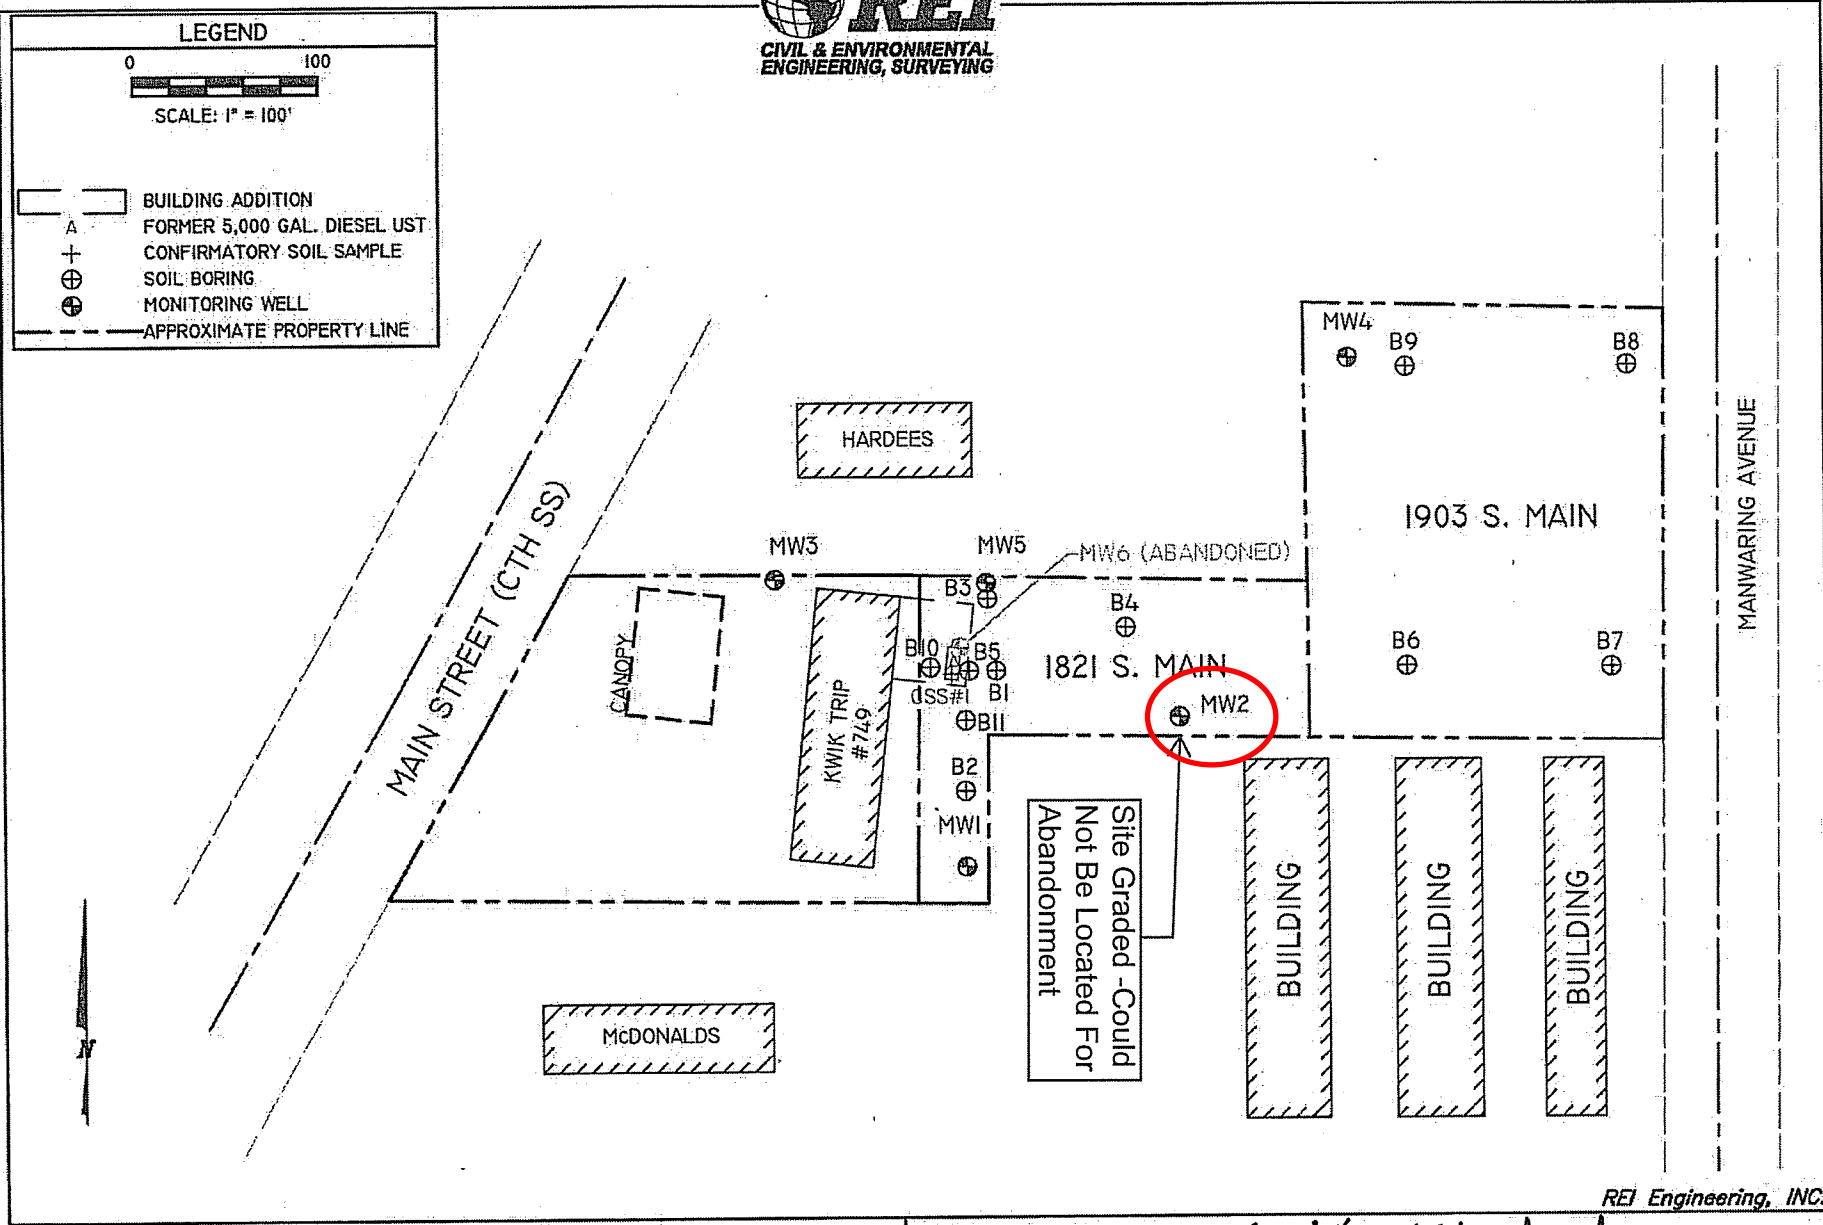 LEGEND
0 100
SCALE: 1" = 100'
BUILDING ADDITION
A FORMER 5,000 GAL. DIESEL UST
CONFIRMATORY SOIL SAMPLE
SOIL BORING
MONITORING WELL
APPROXIMATE PROPERTY LINE
REI
CIVIL & ENVIRONMENTAL
ENGINEERING, SURVEYING
MW4
B9
B8
HARDEES
1903 S. MAIN
MANWARING AVENUE
MAIN STREET (CTH SS)
MW3
MW5
MW6 (ABANDONED)
B3
B4
CANOPY
B10
A
B5
1821 S. MAIN
B6
B7
CSS#1
B1
MW2
KWIK TRIP
#749
B11
B2
MW1
Site Graded -Could
Not Be Located For
Abandonment
BUILDING
BUILDING
BUILDING
N
McDONALDS
REI Engineering, INC.